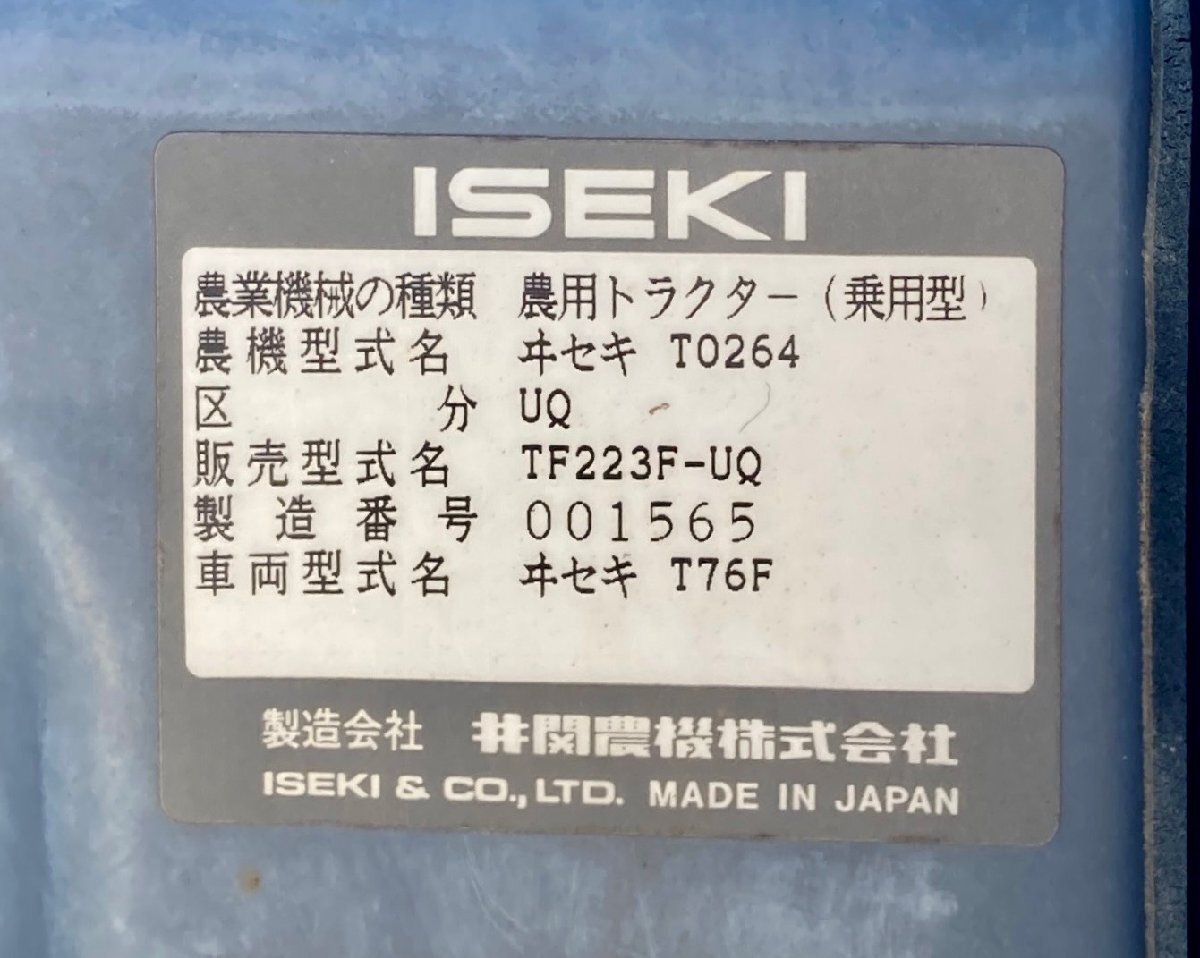 ISEKI
農業機械の種類 農用トラクター(乗用型)
農機型式名 ヰセキ T0264
区分 UQ
販売型式名 TF223F-UQ
製造番号 001565
車両型式名 ヰセキ T76F
製造会社 井関農機株式会社
ISEKI & CO., LTD. MADE IN JAPAN